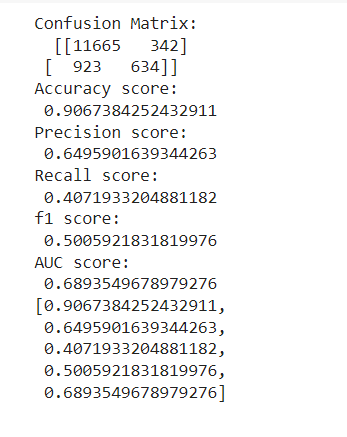 Confusion Matrix:
[[11665 342]
[ 923 634]]
Accuracy score:
0.9067384252432911
Precision score:
0.6495901639344263
Recall score:
0.4071933204881182
f1 score:
0.5005921831819976
AUC score:
0.6893549678979276
[0.9067384252432911,
0.6495901639344263,
0.4071933204881182,
0.5005921831819976,
0.6893549678979276]